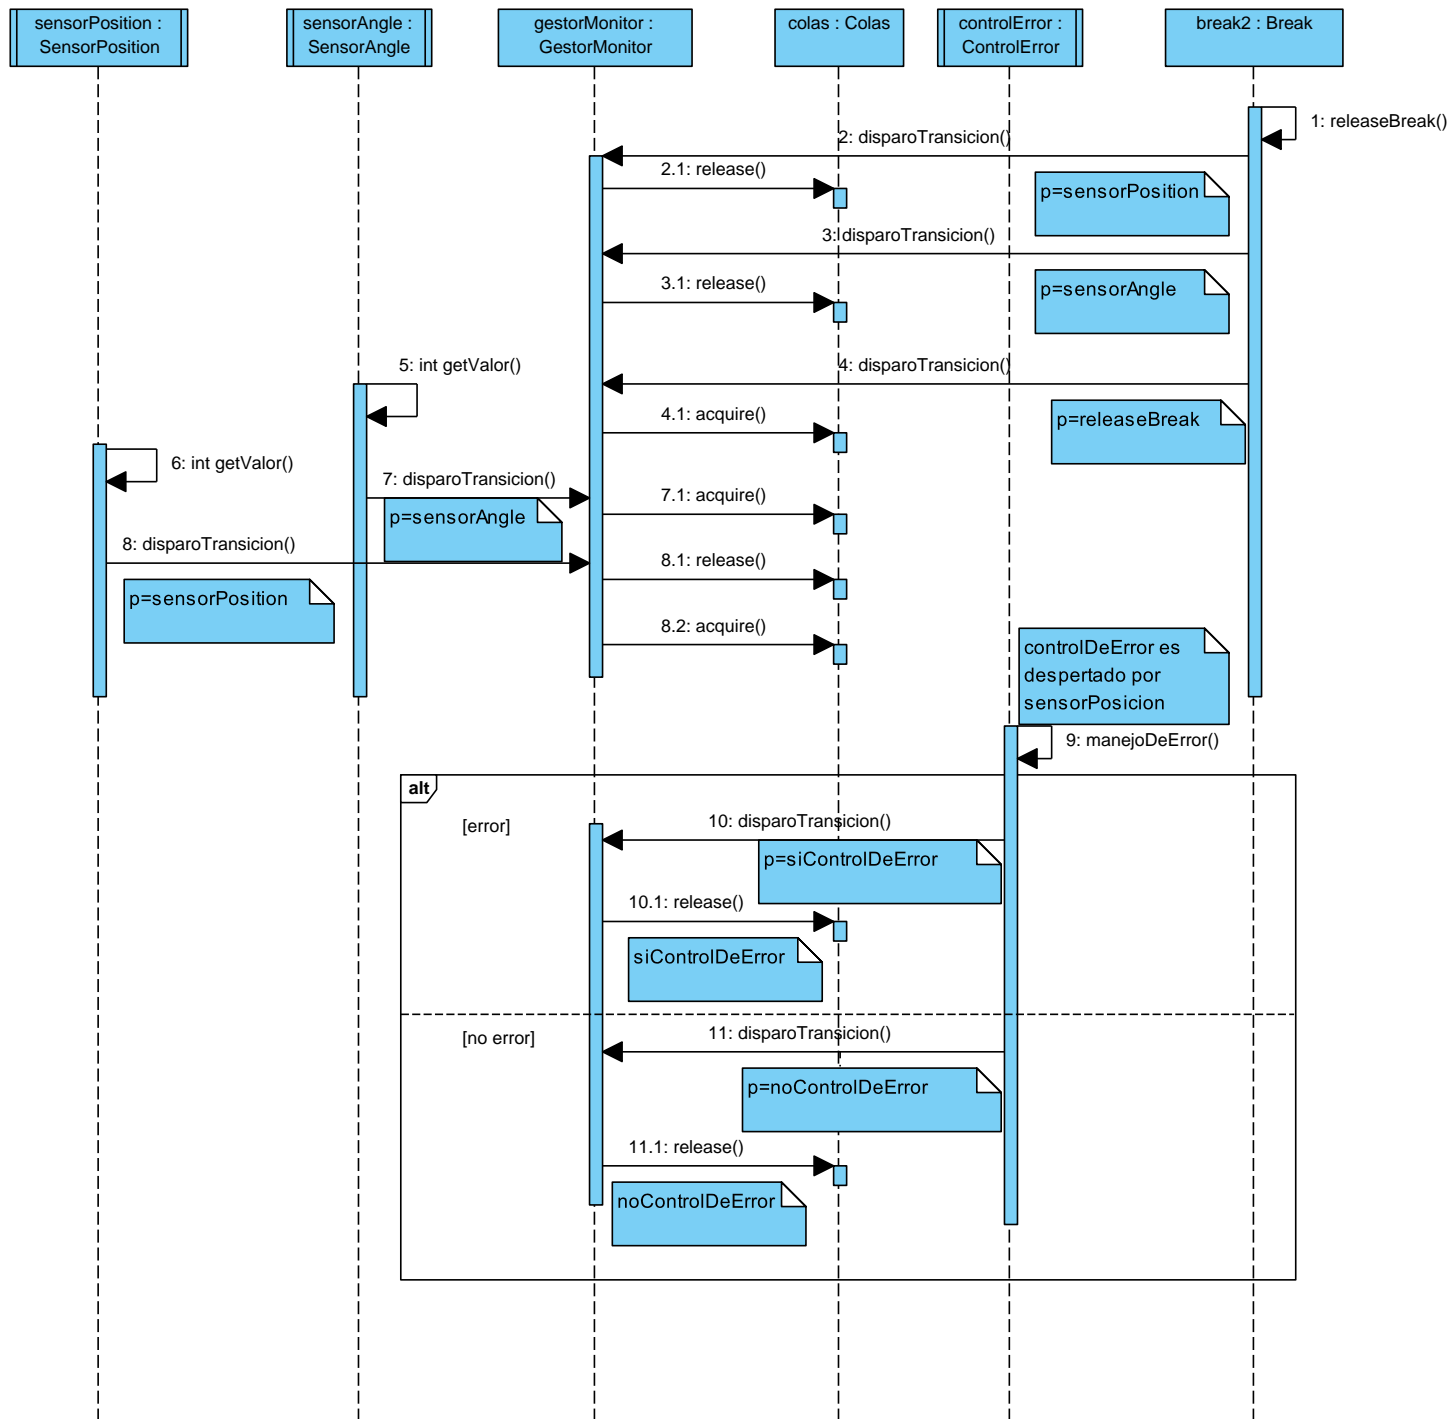 sensorPosition :
SensorPosition
sensorAngle :
SensorAngle
gestorMonitor :
GestorMonitor
colas : Colas
controlError :
ControlError
break2 : Break
1: releaseBreak()
2: disparoTransicion()
2.1: release()
p=sensorPosition
3: disparoTransicion()
3.1: release()
p=sensorAngle
5: int getValor()
4: disparoTransicion()
4.1: acquire()
p=releaseBreak
6: int getValor()
7: disparoTransicion()
7.1: acquire()
p=sensorAngle
8: disparoTransicion()
8.1: release()
p=sensorPosition
8.2: acquire()
controlDeError es
despertado por
sensorPosicion
9: manejoDeError()
alt
[error]
10: disparoTransicion()
p=siControlDeError
10.1: release()
siControlDeError
[no error]
11: disparoTransicion()
p=noControlDeError
11.1: release()
noControlDeError